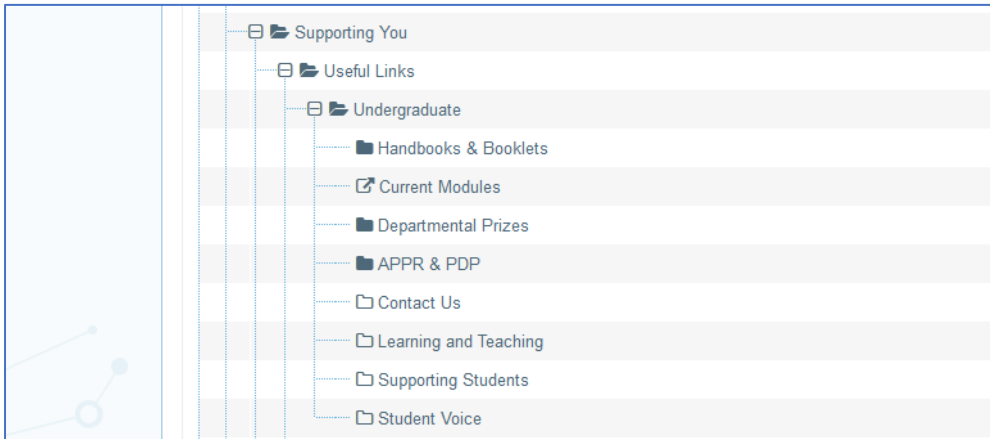 Supporting You
Useful Links
Undergraduate
Handbooks & Booklets
Current Modules
Departmental Prizes
APPR & PDP
Contact Us
Learning and Teaching
Supporting Students
Student Voice